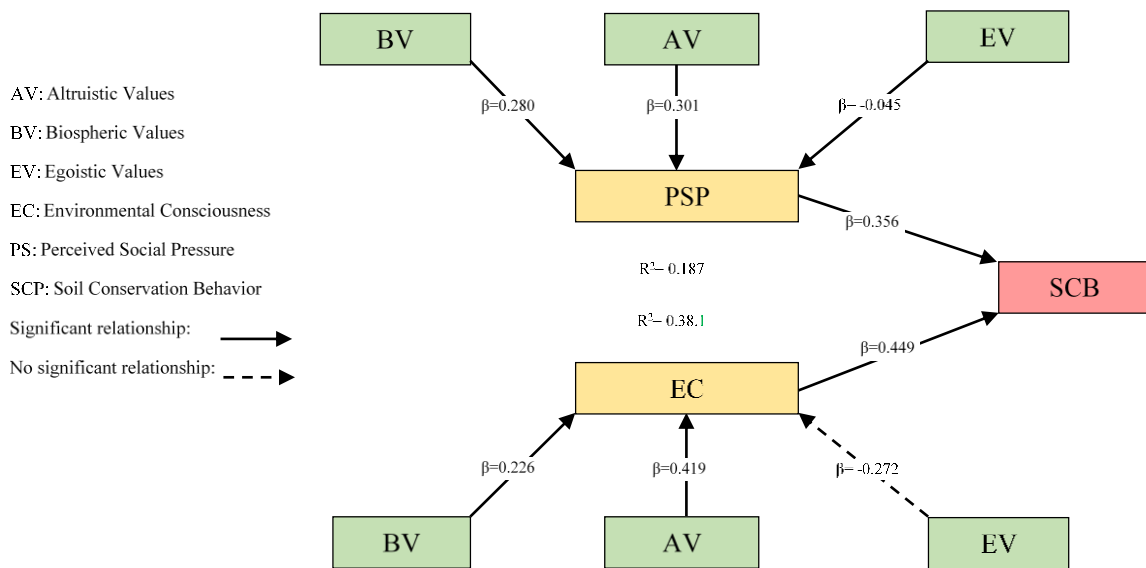 BV
AV
EV
AV: Altruistic Values
BV: Biospheric Values
EV: Egoistic Values
EC: Environmental Consciousness
PS: Perceived Social Pressure
SCP: Soil Conservation Behavior
Significant relationship:
No significant relationship:
β=0.280
β=0.301
β= -0.045
PSP
β=0.356
R²= 0.187
SCB
R²= 0.38.1
β=0.449
EC
β=0.226
β=0.419
β= -0.272
BV
AV
EV